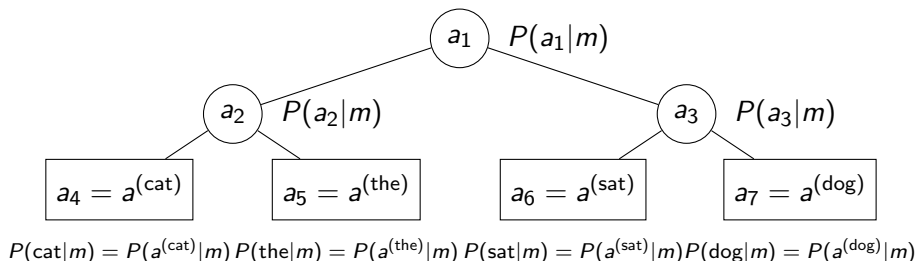 a₁ P(a₁|m)
a₂ P(a₂|m) a₃ P(a₃|m)
a₄ = a⁽ᶜᵃᵗ⁾ a₅ = a⁽ᵗʰᵉ⁾ a₆ = a⁽ˢᵃᵗ⁾ a₇ = a⁽ᵈᵒᵍ⁾
P(cat|m) = P(a⁽ᶜᵃᵗ⁾|m) P(the|m) = P(a⁽ᵗʰᵉ⁾|m) P(sat|m) = P(a⁽ˢᵃᵗ⁾|m) P(dog|m) = P(a⁽ᵈᵒᵍ⁾|m)